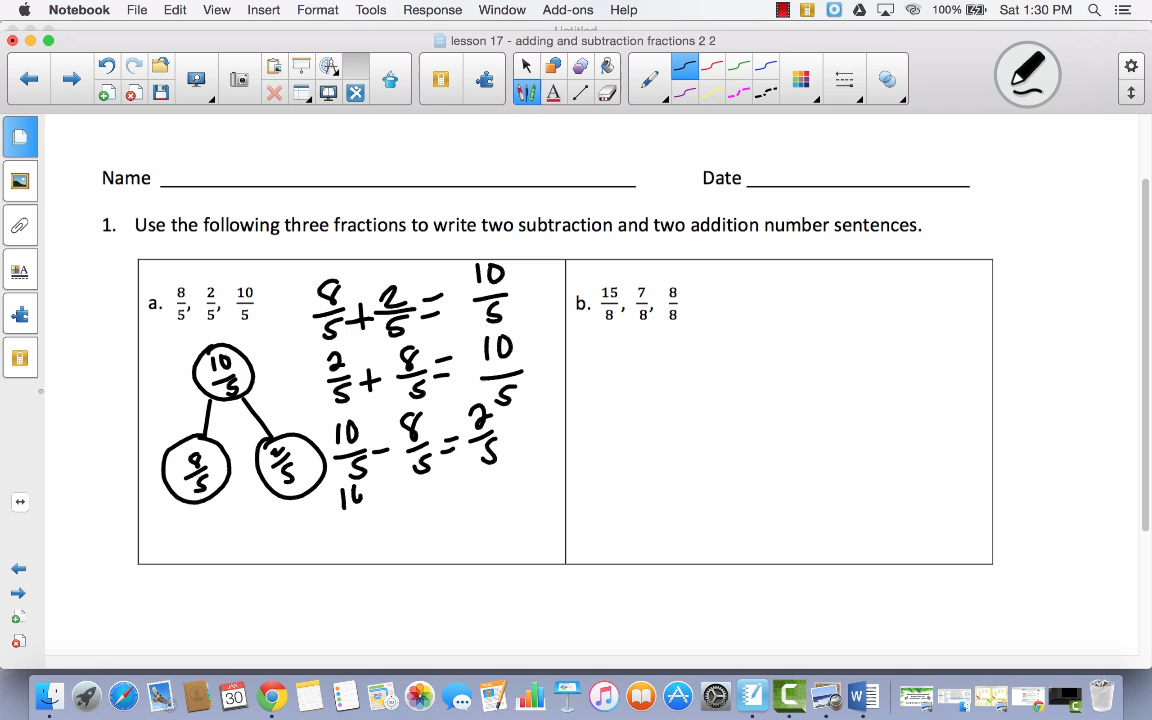 Notebook File Edit View Insert Format Tools Response Window Add-ons Help 100% Sat 1:30 PM
lesson 17 - adding and subtraction fractions 2 2
Name ____ Date ____
1. Use the following three fractions to write two subtraction and two addition number sentences.
a. 8/5, 2/5, 10/5
8/5 + 2/5 = 10/5
2/5 + 8/5 = 10/5
10/5 - 8/5 = 2/5
10/5
8/5 2/5
b. 15/8, 7/8, 8/8
JAN
30